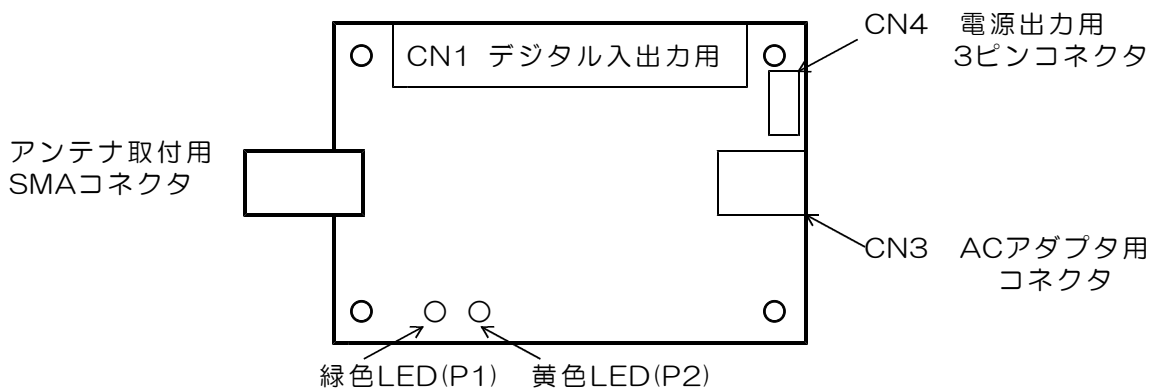 CN4 電源出力用
3ピンコネクタ
CN1 デジタル入出力用
アンテナ取付用
SMAコネクタ
CN3 ACアダプタ用
コネクタ
緑色LED(P1) 黄色LED(P2)